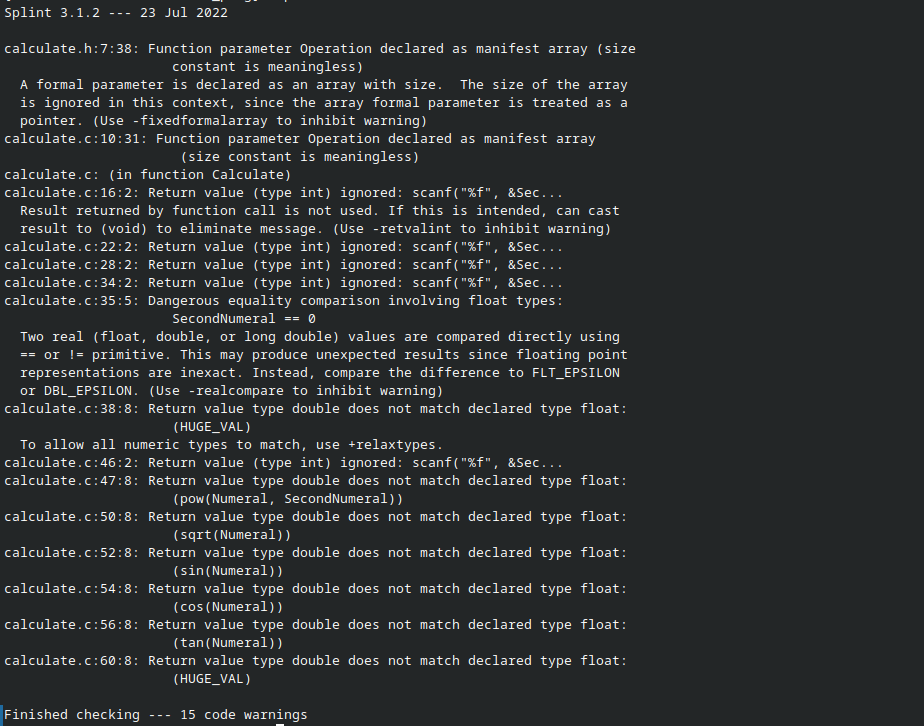 Splint 3.1.2 --- 23 Jul 2022
calculate.h:7:38: Function parameter Operation declared as manifest array (size
constant is meaningless)
A formal parameter is declared as an array with size.  The size of the array
is ignored in this context, since the array formal parameter is treated as a
pointer. (Use -fixedformalarray to inhibit warning)
calculate.c:10:31: Function parameter Operation declared as manifest array
(size constant is meaningless)
calculate.c: (in function Calculate)
calculate.c:16:2: Return value (type int) ignored: scanf("%f", &Sec...
Result returned by function call is not used. If this is intended, can cast
result to (void) to eliminate message. (Use -retvalint to inhibit warning)
calculate.c:22:2: Return value (type int) ignored: scanf("%f", &Sec...
calculate.c:28:2: Return value (type int) ignored: scanf("%f", &Sec...
calculate.c:34:2: Return value (type int) ignored: scanf("%f", &Sec...
calculate.c:35:5: Dangerous equality comparison involving float types:
SecondNumeral == 0
Two real (float, double, or long double) values are compared directly using
== or != primitive. This may produce unexpected results since floating point
representations are inexact. Instead, compare the difference to FLT_EPSILON
or DBL_EPSILON. (Use -realcompare to inhibit warning)
calculate.c:38:8: Return value type double does not match declared type float:
(HUGE_VAL)
To allow all numeric types to match, use +relaxtypes.
calculate.c:46:2: Return value (type int) ignored: scanf("%f", &Sec...
calculate.c:47:8: Return value type double does not match declared type float:
(pow(Numeral, SecondNumeral))
calculate.c:50:8: Return value type double does not match declared type float:
(sqrt(Numeral))
calculate.c:52:8: Return value type double does not match declared type float:
(sin(Numeral))
calculate.c:54:8: Return value type double does not match declared type float:
(cos(Numeral))
calculate.c:56:8: Return value type double does not match declared type float:
(tan(Numeral))
calculate.c:60:8: Return value type double does not match declared type float:
(HUGE_VAL)
Finished checking --- 15 code warnings